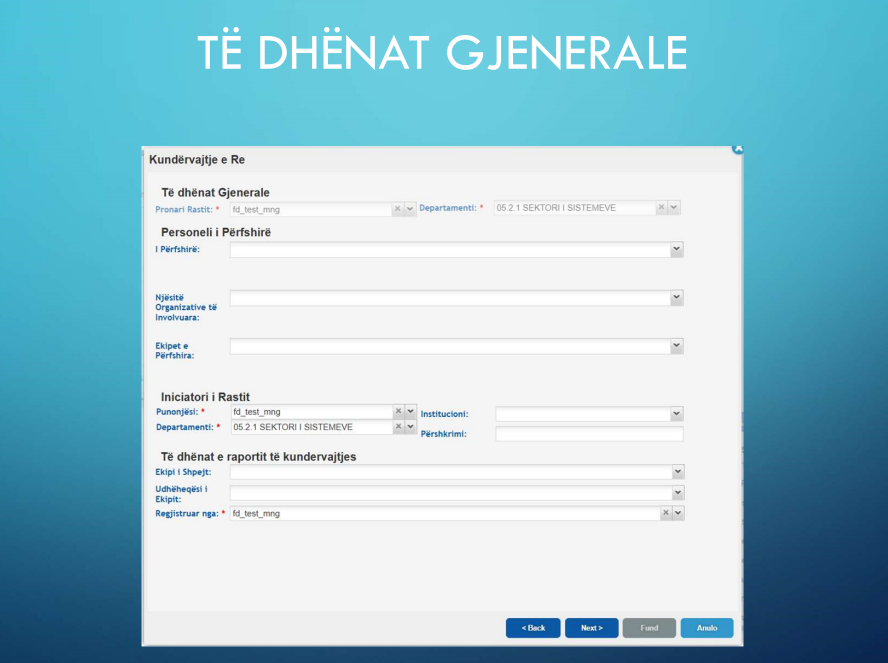 TË DHËNAT GJENERALE
Kundërvajtje e Re
Të dhënat Gjenerale
Pronari Rastit: * fd_test_mng Departamenti: * 05.2.1 SEKTORI I SISTEMEVE
Personeli i Përfshirë
I Përfshirë:
Njësitë
Organizative të
Involvuara:
Ekipet e
Përfshira:
Iniciatori i Rastit
Punonjësi: * fd_test_mng Institucioni:
Departamenti: * 05.2.1 SEKTORI I SISTEMEVE
Përshkrimi:
Të dhënat e raportit të kundervajtjes
Ekipi i Shpejt:
Udhëheqësi i
Ekipit:
Regjistruar nga: * fd_test_mng
< Back Next > Fund Anulo